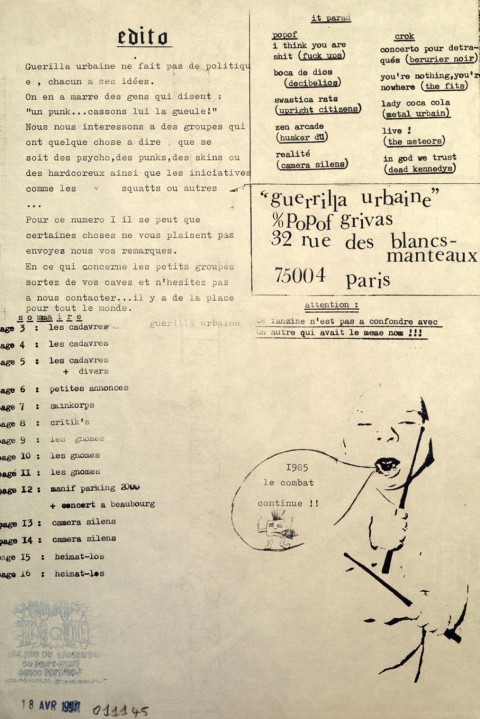 edito
Guerilla urbaine ne fait pas de politiqu
e , chacun a ses idées.
On en a marre des gens qui disent :
"un punk...cassons lui la gueule!"
Nous nous interessons a des groupes qui
ont quelque chose a dire , que se
soit des psycho,des punks,des skins ou
des hardcoreux ainsi que les iniciatives
comme les squatts ou autres
...
Pour ce numero I il se peut que
certaines choses ne vous plaisent pas
envoyez nous vos remarques.
En ce qui concerne les petits groupes
sortez de vos caves et n'hesitez pas
a nous contacter...il y a de la place
pour tout le monde.
guerilla urbaine
sommaire
age 3 : les cadavres
age 4 : les cadavres
age 5 : les cadavres
+ divers
age 6 : petites annonces
age 7 : skinkorps
age 8 : critik's
age 9 : les gnomes
age 10 : les gnomes
age 11 : les gnomes
age 12 : manif parking 2000
+ concert a beaubourg
age 13 : camera silens
age 14 : camera silens
age 15 : heimat-los
age 16 : heimat-los
18 AVR
011145
it parad
popof
i think you are
shit (fuck ups)
boca de dios
(decibelios)
swastica rats
(upright citizens)
zen arcade
(husker dü)
realité
(camera silens)
crok
concerto pour detra-
qués (berurier noir)
you're nothing,you're
nowhere (the fits)
lady coca cola
(metal urbain)
live !
(the meteors)
in god we trust
(dead kennedys)
"guerrilla urbaine"
%Popof grivas
32 rue des blancs-
manteaux
75004 paris
attention :
ce fanzine n'est pas a confondre avec
un autre qui avait le meme nom !!!
1985
le combat
continue !!